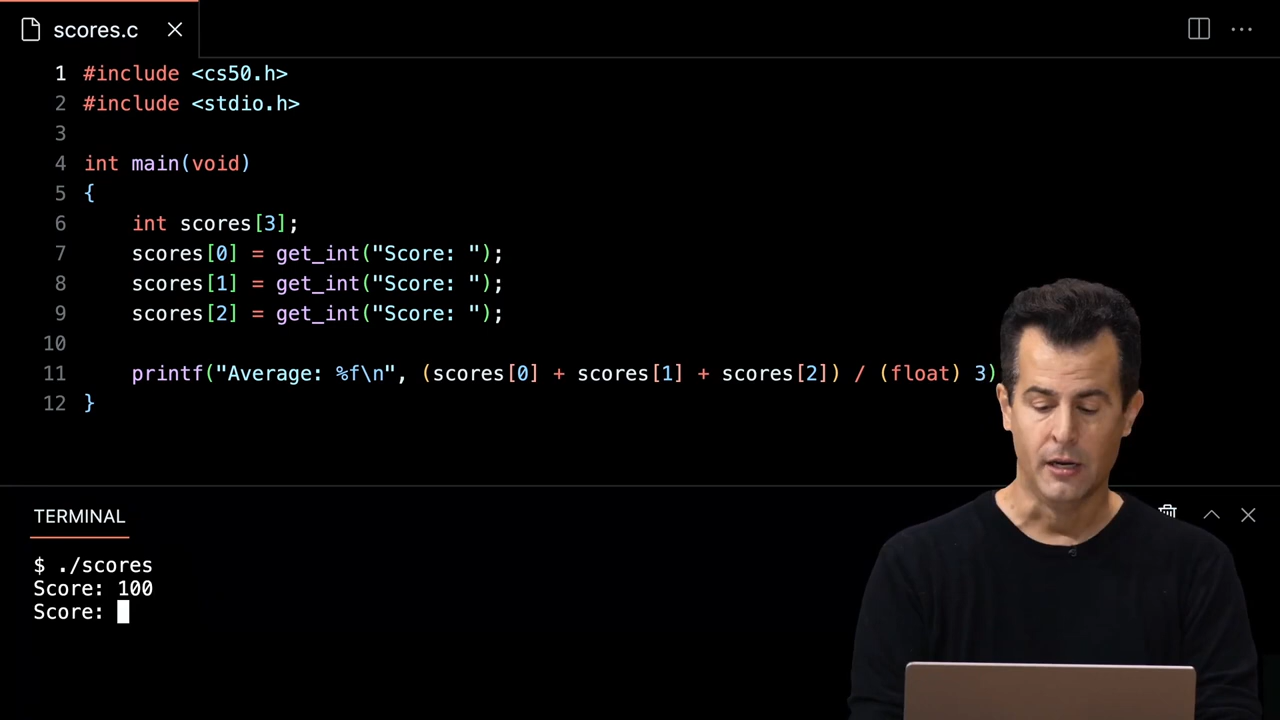 scores.c
1 #include <cs50.h>
2 #include <stdio.h>
3
4 int main(void)
5 {
6     int scores[3];
7     scores[0] = get_int("Score: ");
8     scores[1] = get_int("Score: ");
9     scores[2] = get_int("Score: ");
10
11     printf("Average: %f\n", (scores[0] + scores[1] + scores[2]) / (float) 3)
12 }
TERMINAL
$ ./scores
Score: 100
Score: